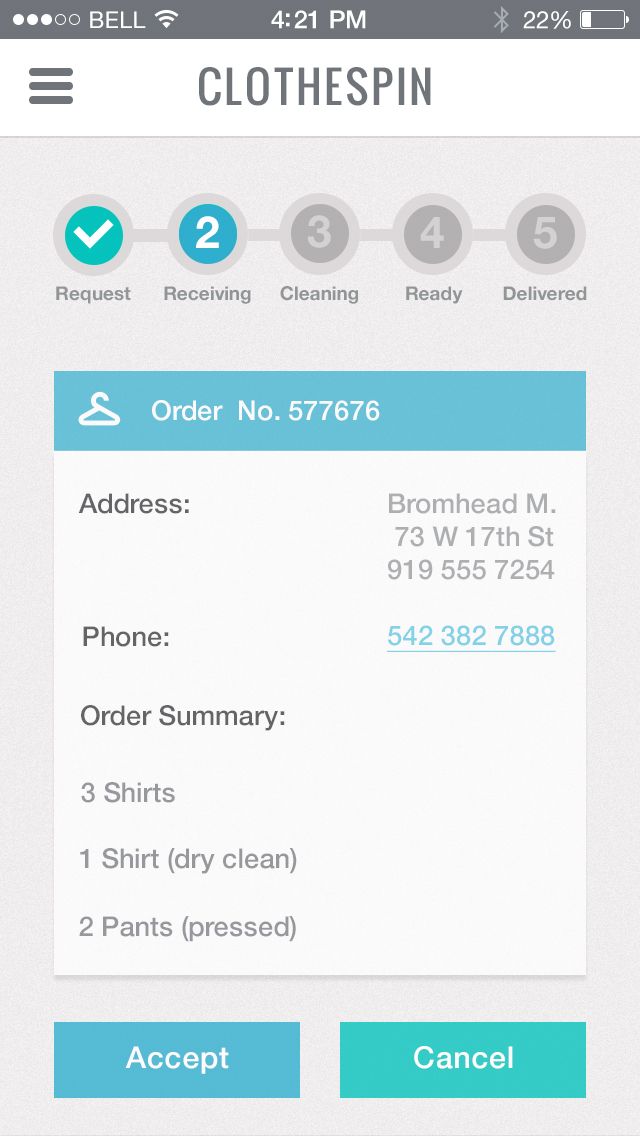 BELL 4:21 PM 22%
CLOTHESPIN
2 3 4 5
Request Receiving Cleaning Ready Delivered
Order No. 577676
Address: Bromhead M.
73 W 17th St
919 555 7254
Phone: 542 382 7888
Order Summary:
3 Shirts
1 Shirt (dry clean)
2 Pants (pressed)
Accept Cancel